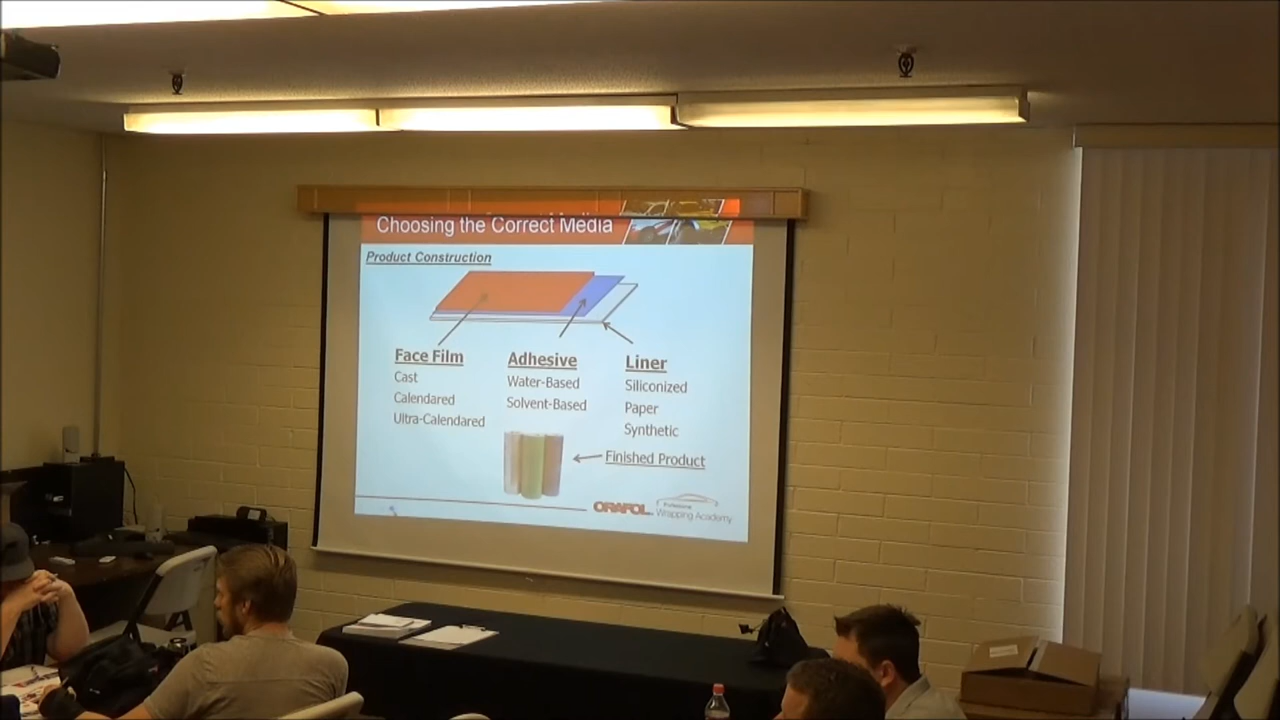 Choosing the Correct Media
Product Construction
Face Film
Cast
Calendared
Ultra-Calendared
Adhesive
Water-Based
Solvent-Based
Liner
Siliconized
Paper
Synthetic
Finished Product
ORAFOL
Professional
Wrapping Academy